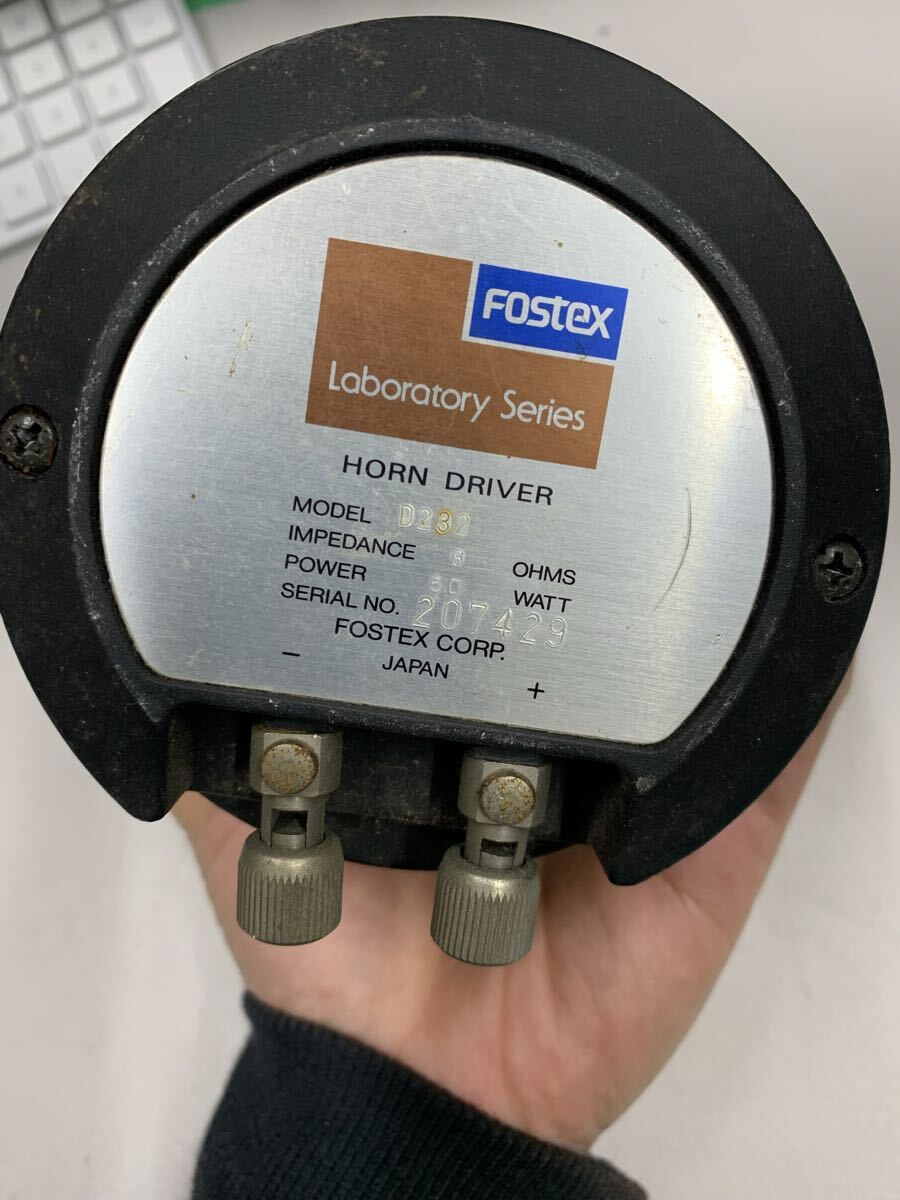 FOSTEX
Laboratory Series
HORN DRIVER
MODEL D232
IMPEDANCE 8 OHMS
POWER 50 WATT
SERIAL NO. 207429
FOSTEX CORP.
JAPAN
− +